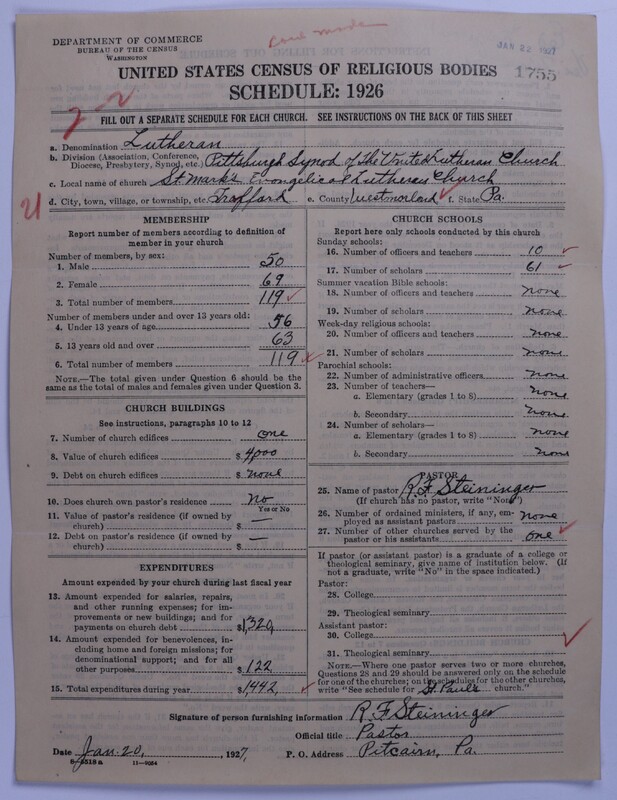 DEPARTMENT OF COMMERCE
BUREAU OF THE CENSUS
WASHINGTON
JAN 22 1927
1755
UNITED STATES CENSUS OF RELIGIOUS BODIES
SCHEDULE: 1926
FILL OUT A SEPARATE SCHEDULE FOR EACH CHURCH. SEE INSTRUCTIONS ON THE BACK OF THIS SHEET
a. Denomination Lutheran
b. Division (Association, Conference, Diocese, Presbytery, Synod, etc.) Pittsburgh Synod of The United Lutheran Church
c. Local name of church St. Mark's Evangelical Lutheran Church
d. City, town, village, or township, etc. Trafford e. County Westmorland f. State Pa.
MEMBERSHIP
Report number of members according to definition of
member in your church
Number of members, by sex:
1. Male 50
2. Female 69
3. Total number of members 119
Number of members under and over 13 years old:
4. Under 13 years of age 56
5. 13 years old and over 63
6. Total number of members 119
NOTE.—The total given under Question 6 should be
the same as the total of males and females given under Question 3.
CHURCH BUILDINGS
See instructions, paragraphs 10 to 12
7. Number of church edifices one
8. Value of church edifices $ 4000
9. Debt on church edifices $ none
10. Does church own pastor's residence No
Yes or No
11. Value of pastor's residence (if owned by
church) $ —
12. Debt on pastor's residence (if owned by
church) $ —
EXPENDITURES
Amount expended by your church during last fiscal year
13. Amount expended for salaries, repairs,
and other running expenses; for im-
provements or new buildings; and for
payments on church debt $1,320
14. Amount expended for benevolences, in-
cluding home and foreign missions; for
denominational support; and for all
other purposes $ 122
15. Total expenditures during year $1442
CHURCH SCHOOLS
Report here only schools conducted by this church
Sunday schools:
16. Number of officers and teachers 10
17. Number of scholars 61
Summer vacation Bible schools:
18. Number of officers and teachers none
19. Number of scholars none
Week-day religious schools:
20. Number of officers and teachers none
21. Number of scholars none
Parochial schools:
22. Number of administrative officers none
23. Number of teachers—
a. Elementary (grades 1 to 8) none
b. Secondary none
24. Number of scholars—
a. Elementary (grades 1 to 8) none
b. Secondary none
PASTOR
25. Name of pastor R F Steininger
(If church has no pastor, write "None")
26. Number of ordained ministers, if any, em-
ployed as assistant pastors none
27. Number of other churches served by the
pastor or his assistants one
If pastor (or assistant pastor) is a graduate of a college or
theological seminary, give name of institution below. (If
not a graduate, write "No" in the space indicated.)
Pastor:
28. College
29. Theological seminary
Assistant pastor:
30. College
31. Theological seminary
NOTE.—Where one pastor serves two or more churches,
Questions 28 and 29 should be answered only on the schedule
for one of the churches; on the schedules for the other churches,
write "See schedule for St. Paul's church."
Signature of person furnishing information R. F. Steininger
Official title Pastor
Date Jan. 20, 1927. P. O. Address Pitcairn, Pa.
8-5518 a 11-9054